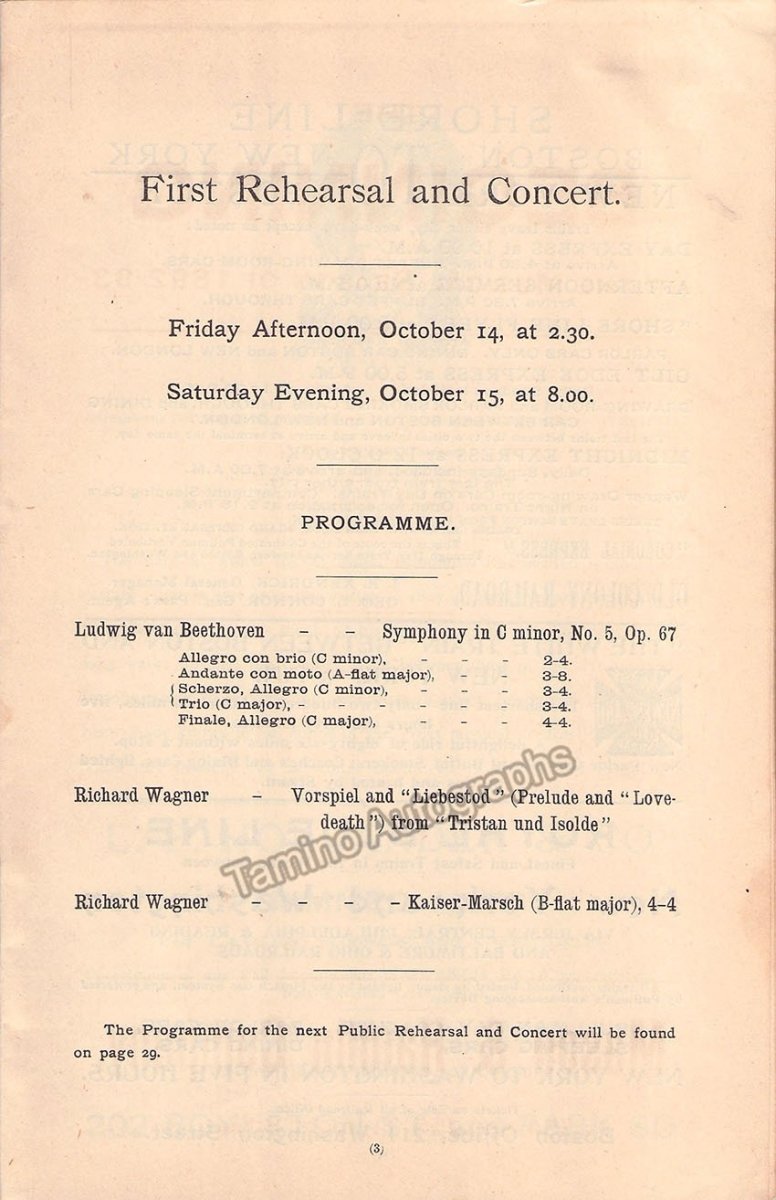 First Rehearsal and Concert.
Friday Afternoon, October 14, at 2.30.
Saturday Evening, October 15, at 8.00.
PROGRAMME.
Ludwig van Beethoven - - Symphony in C minor, No. 5, Op. 67
Allegro con brio (C minor), - - - 2-4.
Andante con moto (A-flat major), - - 3-8.
Scherzo, Allegro (C minor), - - - 3-4.
Trio (C major), - - - - - 3-4.
Finale, Allegro (C major), - - - 4-4.
Richard Wagner - Vorspiel and "Liebestod" (Prelude and "Love-
death") from "Tristan und Isolde"
Tamino Autographs
Richard Wagner - - - - Kaiser-Marsch (B-flat major), 4-4
The Programme for the next Public Rehearsal and Concert will be found
on page 29.
(3)